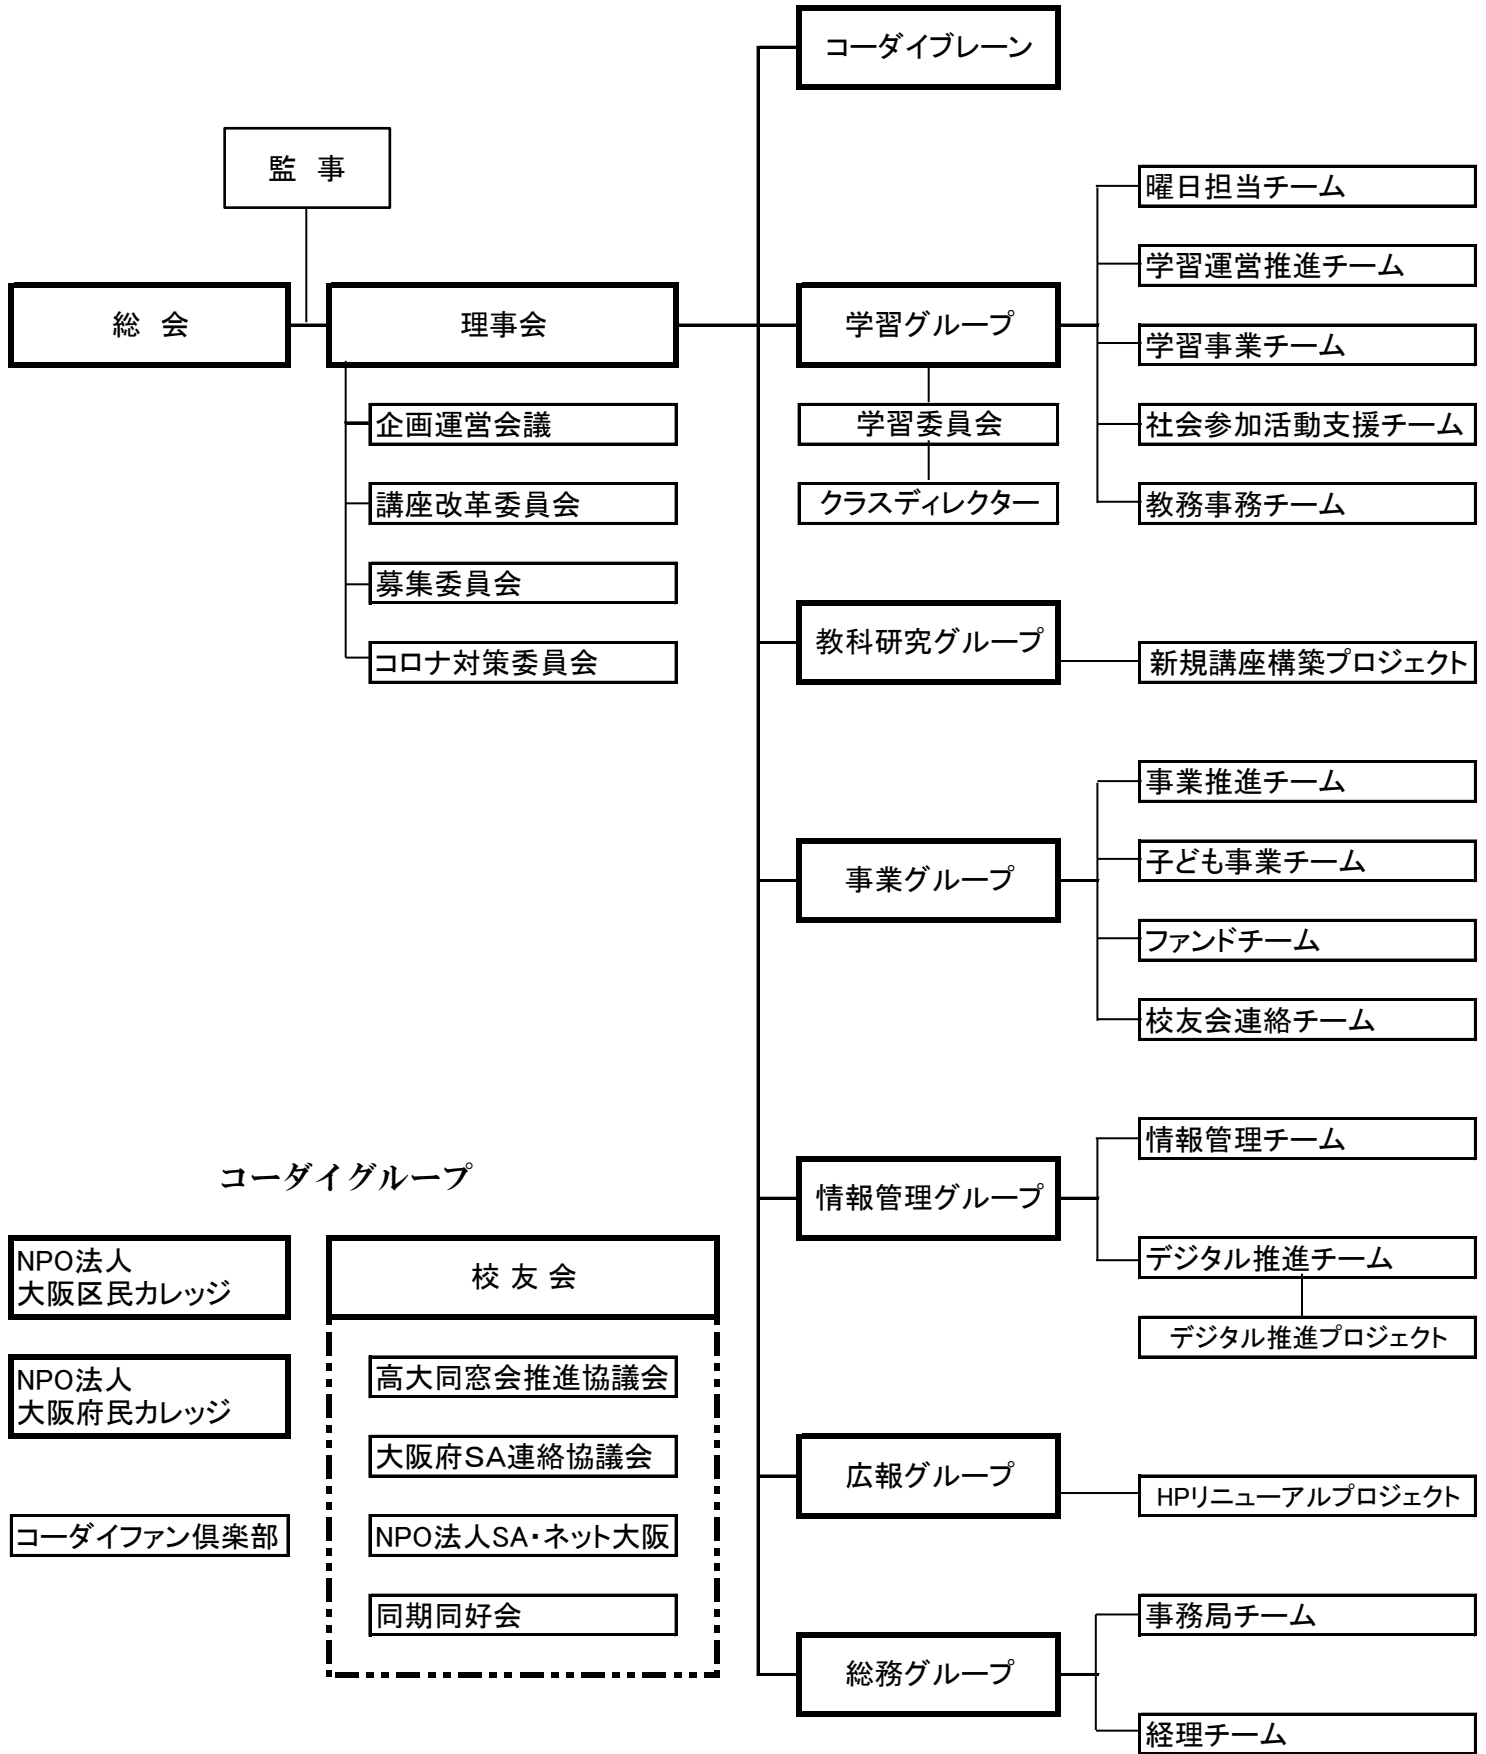 コーダイブレーン
監 事
総 会
理事会
企画運営会議
講座改革委員会
募集委員会
コロナ対策委員会
学習グループ
学習委員会
クラスディレクター
曜日担当チーム
学習運営推進チーム
学習事業チーム
社会参加活動支援チーム
教務事務チーム
教科研究グループ
新規講座構築プロジェクト
事業グループ
事業推進チーム
子ども事業チーム
ファンドチーム
校友会連絡チーム
情報管理グループ
情報管理チーム
デジタル推進チーム
デジタル推進プロジェクト
広報グループ
HPリニューアルプロジェクト
総務グループ
事務局チーム
経理チーム
コーダイグループ
NPO法人
大阪区民カレッジ
NPO法人
大阪府民カレッジ
コーダイファン倶楽部
校 友 会
高大同窓会推進協議会
大阪府SA連絡協議会
NPO法人SA・ネット大阪
同期同好会